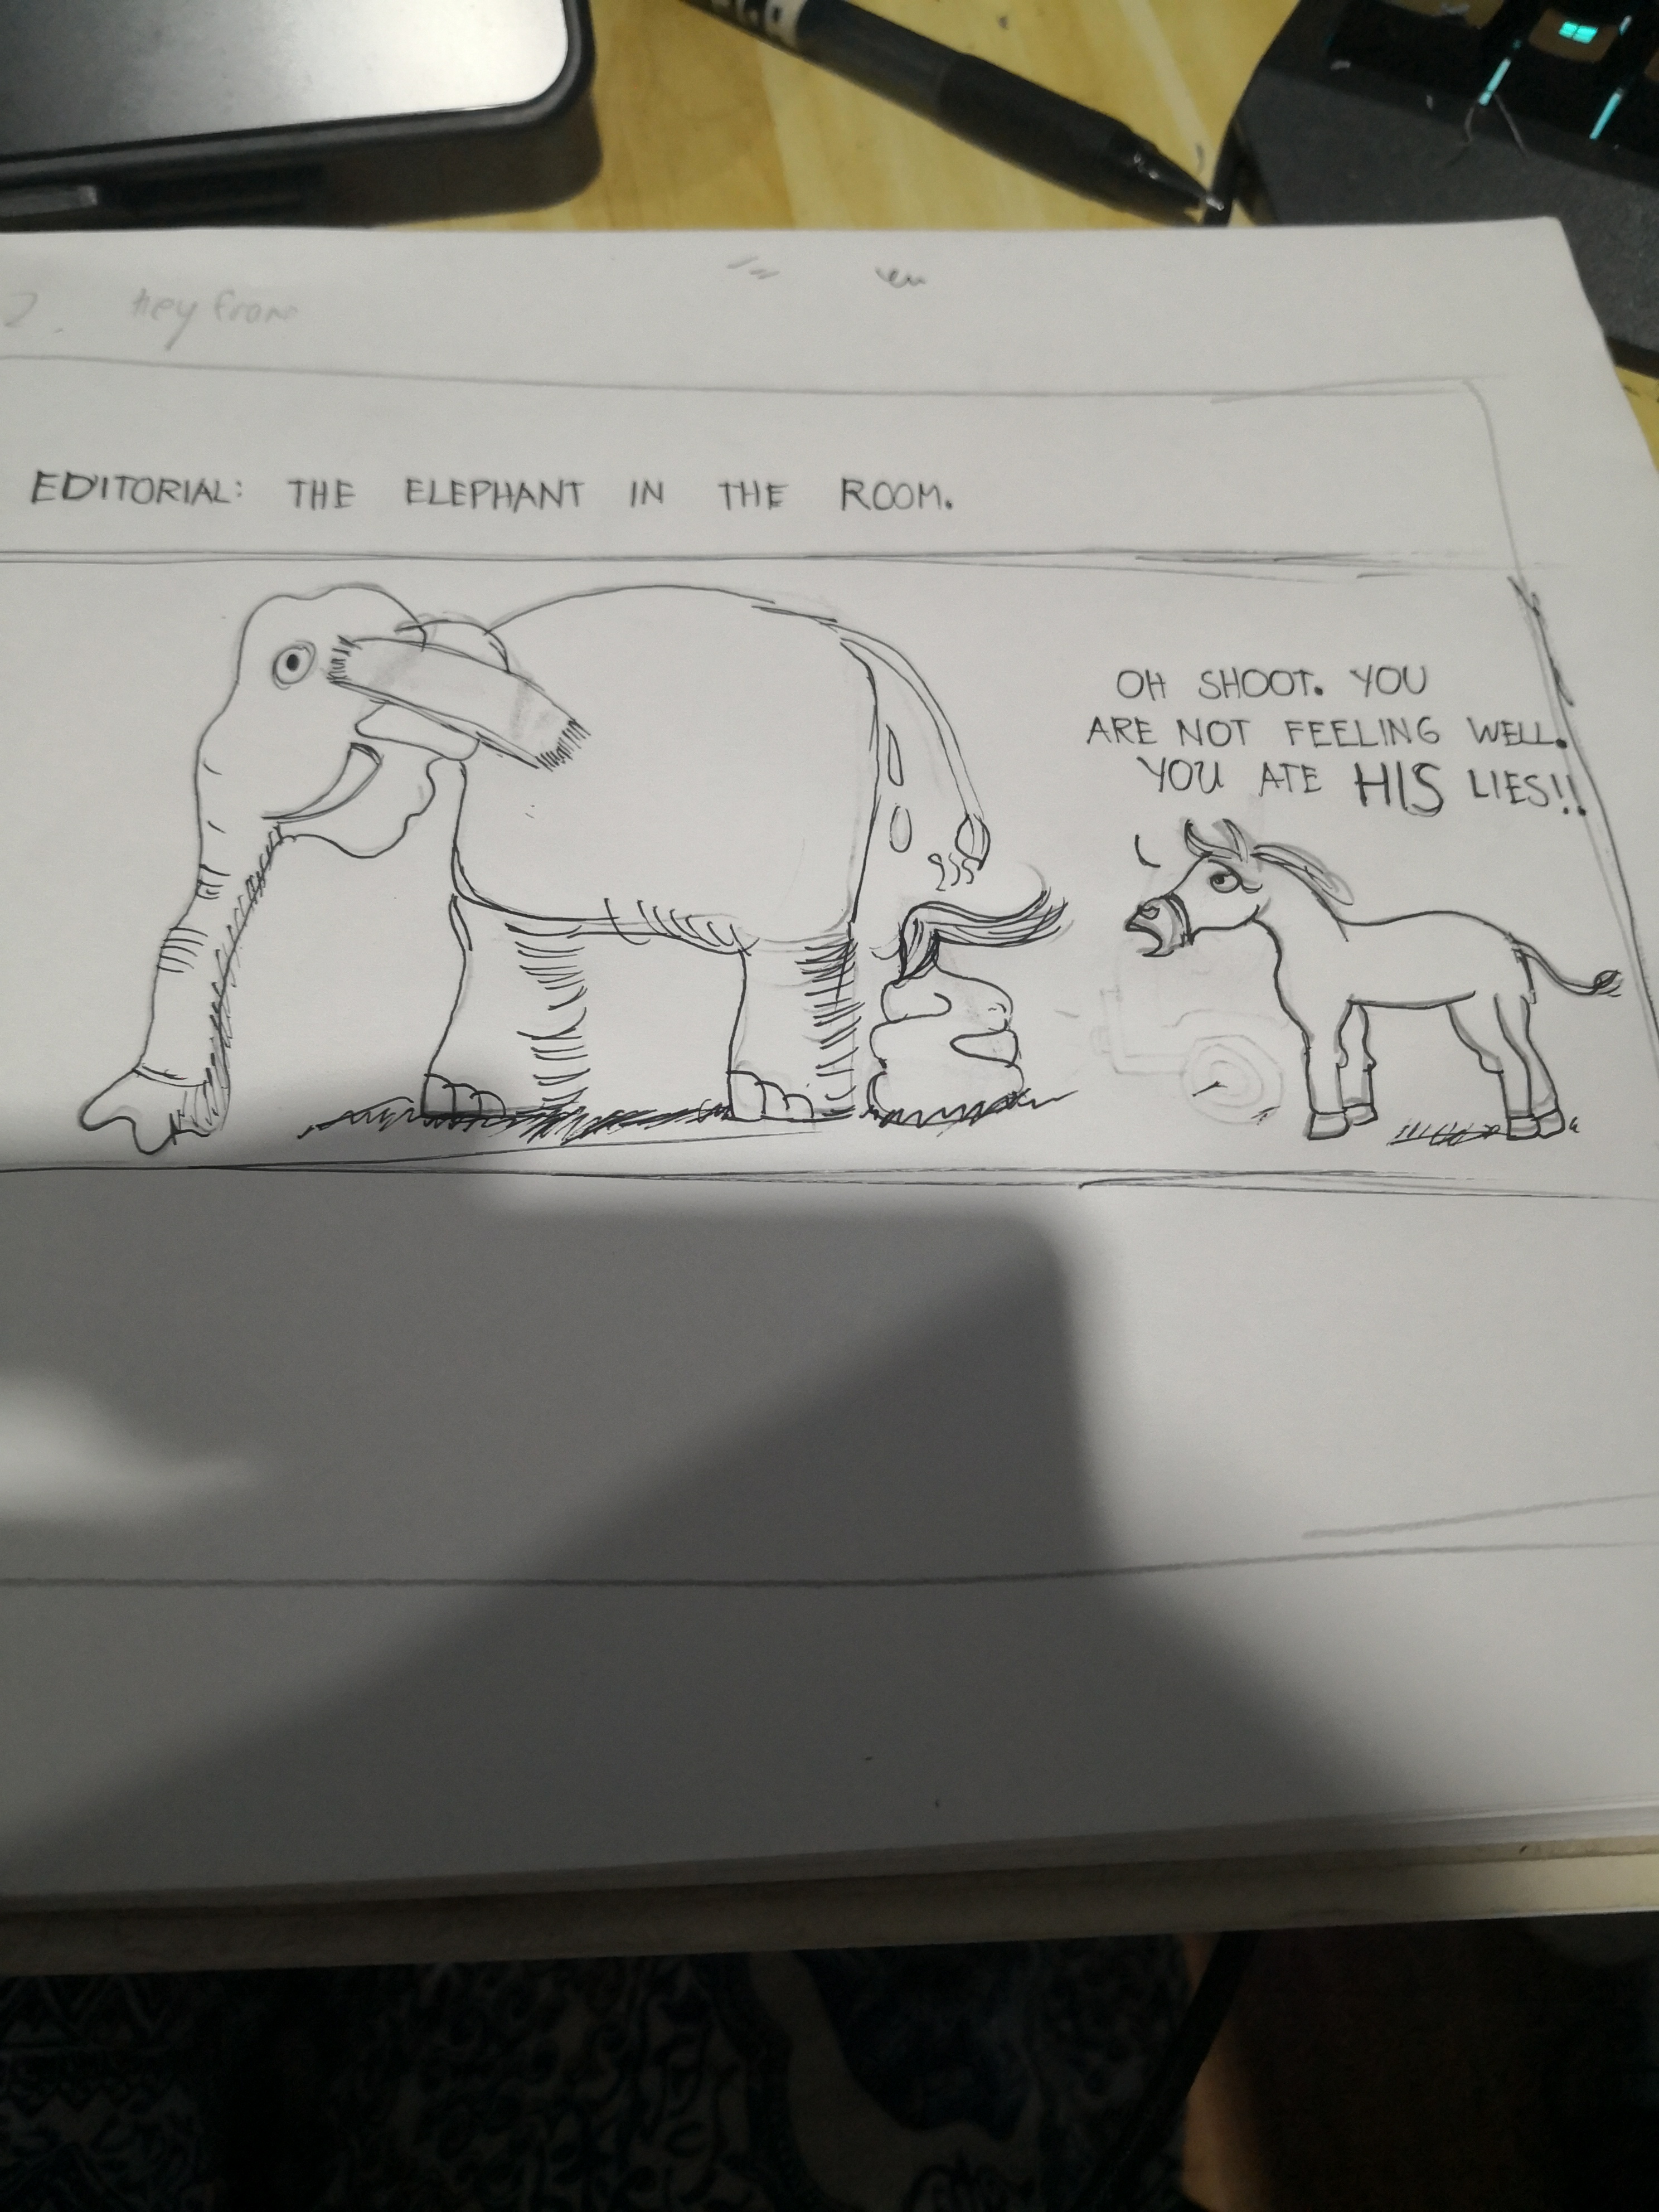 2. Hey from
EDITORIAL: THE ELEPHANT IN THE ROOM.
OH SHOOT. YOU
ARE NOT FEELING WELL.
YOU ATE HIS LIES!!